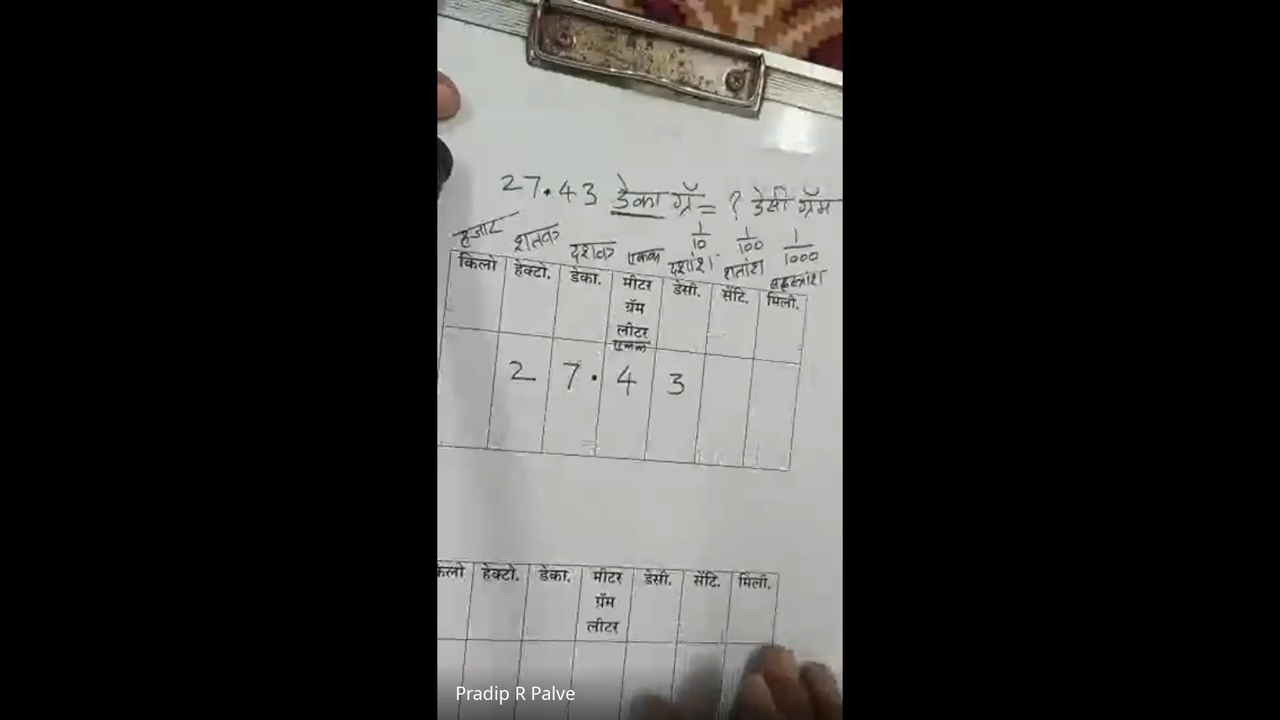 27.43 डेका ग्रॅ = ? डेसी ग्रॅम
हजार शतक दशक एकक दशांश शतांश सहस्त्रांश
1/10 1/100 1/1000
किलो हेक्टो. डेका. मीटर डेसी. सेंटि. मिली.
ग्रॅम
लीटर
एकक
2 7 . 4 3
किलो हेक्टो. डेका. मीटर डेसी. सेंटि. मिली.
ग्रॅम
लीटर
Pradip R Palve